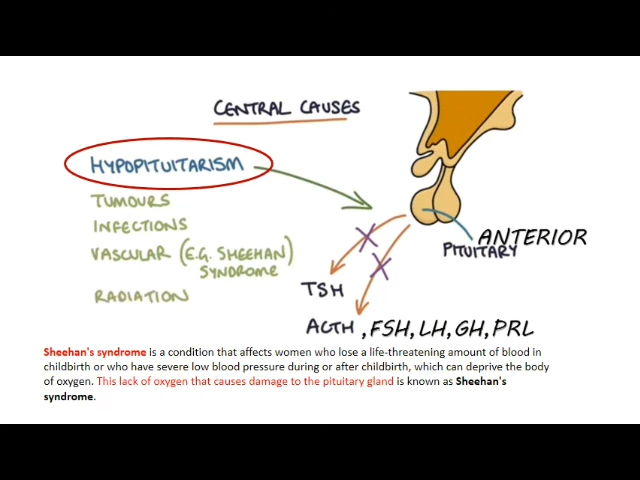 CENTRAL CAUSES
HYPOPITUITARISM
TUMOURS
INFECTIONS
VASCULAR (E.G. SHEEHAN
SYNDROME)
RADIATION
ANTERIOR
PITUITARY
TSH
ACTH , FSH, LH, GH, PRL
Sheehan's syndrome is a condition that affects women who lose a life-threatening amount of blood in
childbirth or who have severe low blood pressure during or after childbirth, which can deprive the body
of oxygen. This lack of oxygen that causes damage to the pituitary gland is known as Sheehan's
syndrome.